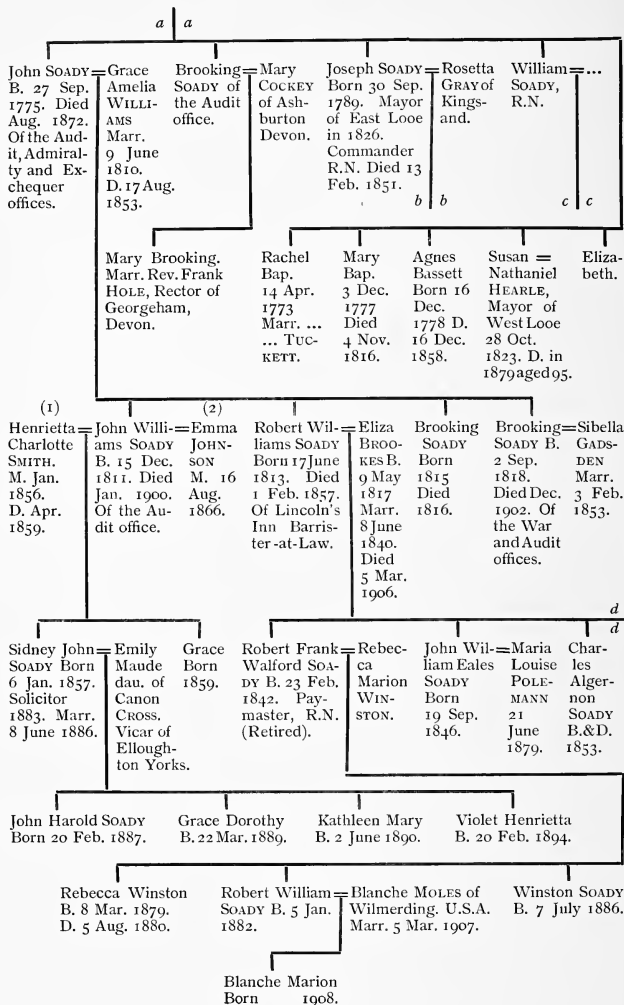 a a
John SOADY=
B. 27 Sep.
1775. Died
Aug. 1872.
Of the Aud-
it, Admiral-
ty and Ex-
chequer
offices.
Grace
Amelia
WILLI-
AMS
Marr.
9 June
1810.
D. 17 Aug.
1853.
Brooking=
SOADY of
the Audit
office.
Mary
COCKEY
of Ash-
burton
Devon.
Joseph SOADY=
Born 30 Sep.
1789. Mayor
of East Looe
in 1826.
Commander
R.N. Died 13
Feb. 1851.
Rosetta
GRAY of
Kings-
and.
William=...
SOADY,
R.N.
b b
c c
Mary Brooking.
Marr. Rev. Frank
HOLE, Rector of
Georgeham,
Devon.
Rachel
Bap.
14 Apr.
1773
Marr. ...
... TUC-
KETT.
Mary
Bap.
3 Dec.
1777
Died
4 Nov.
1816.
Agnes
Bassett
Born 16
Dec.
1778 D.
16 Dec.
1858.
Susan =
Nathaniel
HEARLE,
Mayor of
West Looe
28 Oct.
1823. D. in
1879 aged 95.
Eliza-
beth.
(1)
Henrietta=
Charlotte
SMITH.
M. Jan.
1856.
D. Apr.
1859.
John Willi-=
ams SOADY
B. 15 Dec.
1811. Died
Jan. 1900.
Of the Au-
dit office.
(2)
Emma
JOHN-
SON
M. 16
Aug.
1866.
Robert Wil-=
liams SOADY
Born 17 June
1813. Died
1 Feb. 1857.
Of Lincoln's
Inn Barris-
ter-at-Law.
Eliza
BROO-
KES B.
9 May
1817
Marr.
8 June
1840.
Died
5 Mar.
1906.
Brooking
SOADY
Born
1815
Died
1816.
Brooking=
SOADY B.
2 Sep.
1818.
Died Dec.
1902. Of
the War
and Audit
offices.
Sibella
GADS-
DEN
Marr.
3 Feb.
1853.
d
d
Sidney John=
SOADY Born
6 Jan. 1857.
Solicitor
1883. Marr.
8 June 1886.
Emily
Maude
dau. of
Canon
CROSS.
Vicar of
Ellough-
ton Yorks.
Grace
Born
1859.
Robert Frank=
Walford SOA-
DY B. 23 Feb.
1842. Pay-
master, R.N.
(Retired).
Rebec-
ca
Marion
WIN-
STON.
John Wil-=
liam Eales
SOADY
Born
19 Sep.
1846.
Maria
Louise
POLE-
MANN
21
June
1879.
Char-
les
Alger-
non
SOADY
B.&D.
1853.
John Harold SOADY
Born 20 Feb. 1887.
Grace Dorothy
B. 22 Mar. 1889.
Kathleen Mary
B. 2 June 1890.
Violet Henrietta
B. 20 Feb. 1894.
Rebecca Winston
B. 8 Mar. 1879.
D. 5 Aug. 1880.
Robert William=
SOADY B. 5 Jan.
1882.
Blanche MOLES of
Wilmerding. U.S.A.
Marr. 5 Mar. 1907.
Winston SOADY
B. 7 July 1886.
Blanche Marion
Born 1908.